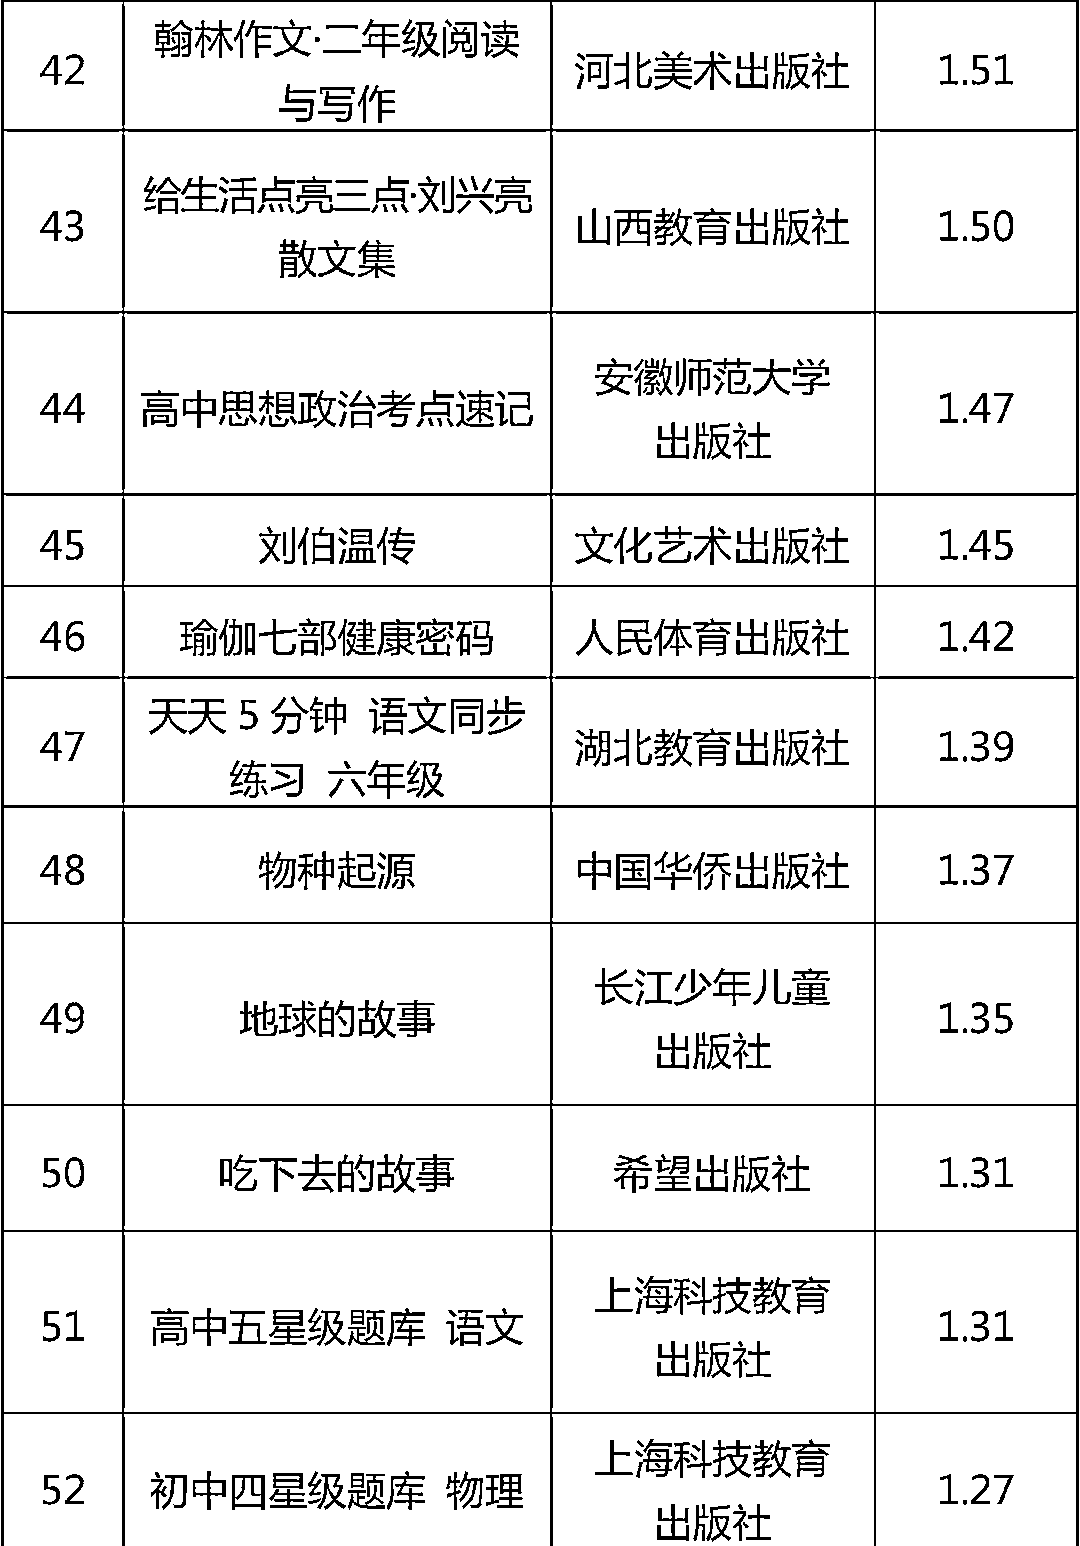 42
翰林作文·二年级阅读
与写作
河北美术出版社
1.51
43
给生活点亮三点·刘兴亮
散文集
山西教育出版社
1.50
44
高中思想政治考点速记
安徽师范大学
出版社
1.47
45
刘伯温传
文化艺术出版社
1.45
46
瑜伽七部健康密码
人民体育出版社
1.42
47
天天 5 分钟 语文同步
练习 六年级
湖北教育出版社
1.39
48
物种起源
中国华侨出版社
1.37
49
地球的故事
长江少年儿童
出版社
1.35
50
吃下去的故事
希望出版社
1.31
51
高中五星级题库 语文
上海科技教育
出版社
1.31
52
初中四星级题库 物理
上海科技教育
出版社
1.27